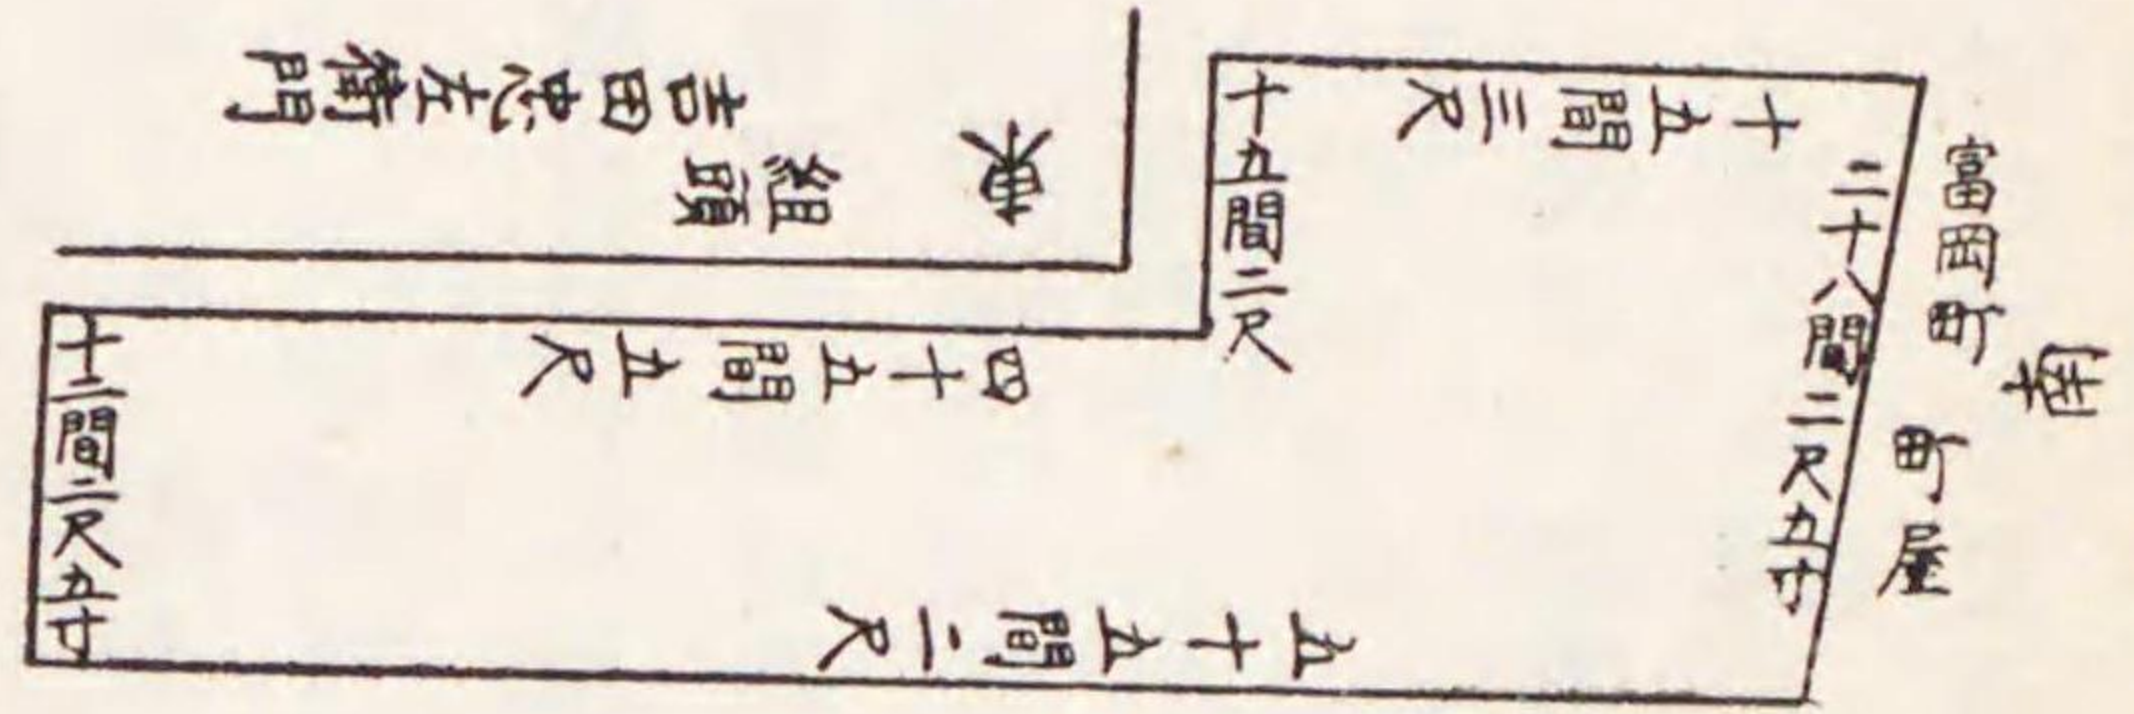 東
組頭
吉田忠左衛門
十五間三尺
十五間二尺
二十八間二尺五寸
富岡町 町屋
南
四十五間五尺
十二間二尺五寸
五十五間二尺